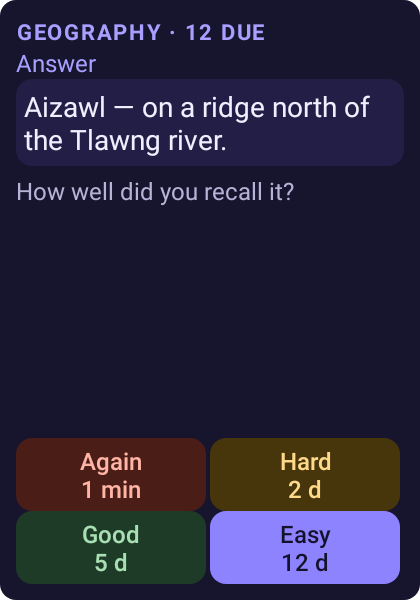 GEOGRAPHY · 12 DUE
Answer
Aizawl — on a ridge north of
the Tlawng river.
How well did you recall it?
Again
1 min
Hard
2 d
Good
5 d
Easy
12 d